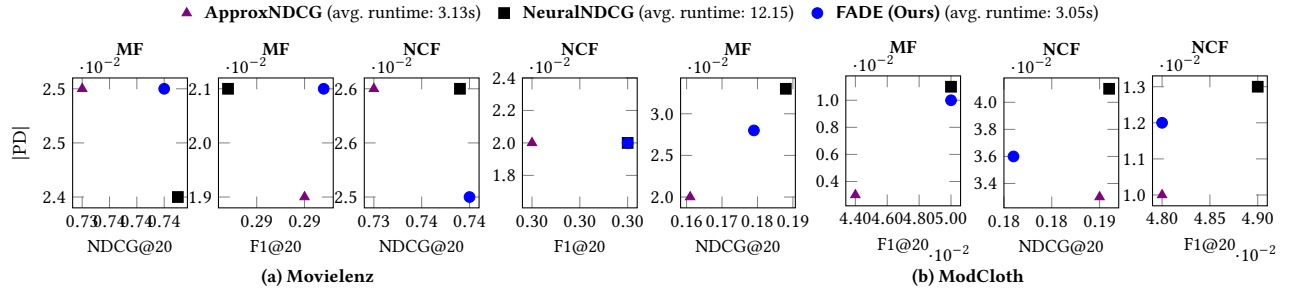 ApproxNDCG (avg. runtime: 3.13s) NeuralNDCG (avg. runtime: 12.15) FADE (Ours) (avg. runtime: 3.05s)
MF MF NCF NCF MF MF NCF NCF
·10−2 ·10−2 ·10−2 ·10−2 ·10−2 ·10−2 ·10−2 ·10−2
|PD|
2.5 2.5 2.4
0.73 0.74 0.74 0.74
NDCG@20
2.1 2.0 1.9
0.29 0.29
F1@20
2.6 2.6 2.5
0.73 0.74 0.74
NDCG@20
2.4 2.2 2.0 1.8 1.6
0.30 0.30 0.30
F1@20
3.0 2.5 2.0
0.16 0.17 0.18 0.19
NDCG@20
1.0 0.8 0.6 0.4
4.40 4.60 4.80 5.00
F1@20 ·10−2
4.0 3.8 3.6 3.4
0.18 0.18 0.19
NDCG@20
1.3 1.2 1.1 1.0
4.80 4.85 4.90
F1@20 ·10−2
(a) Movielenz
(b) ModCloth